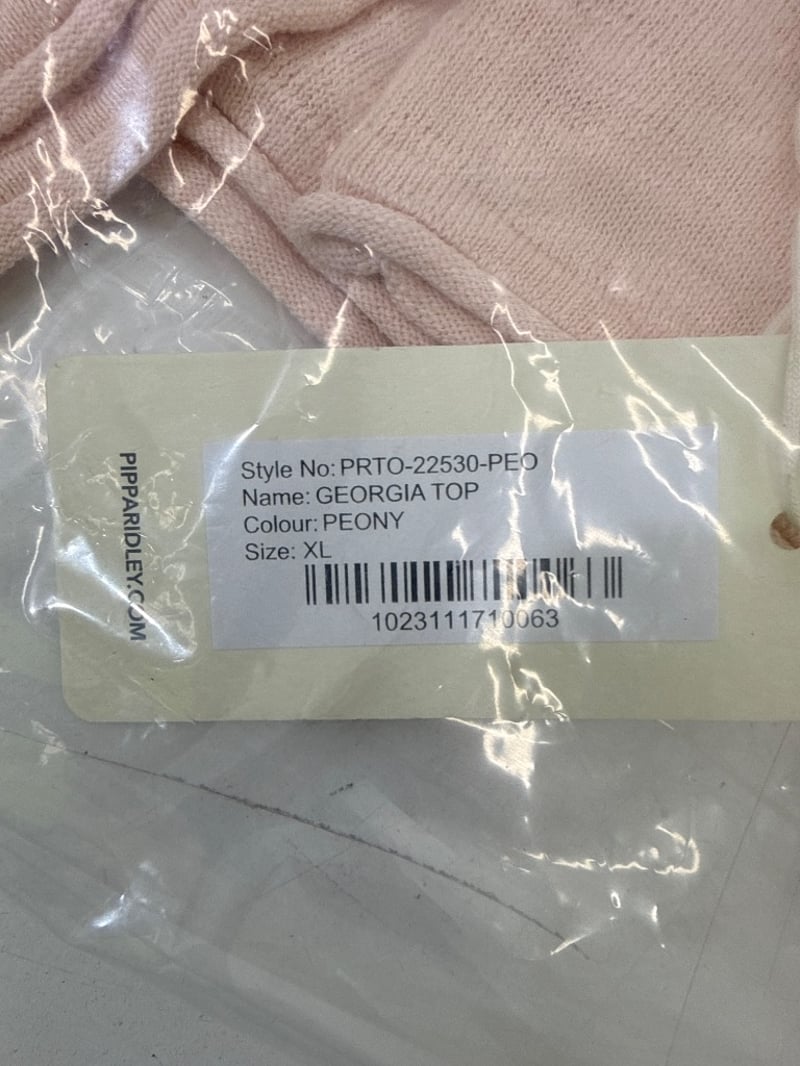 PIPPARIDLEY.COM
Style No: PRTO-22530-PEO
Name: GEORGIA TOP
Colour: PEONY
Size: XL
1023111710063